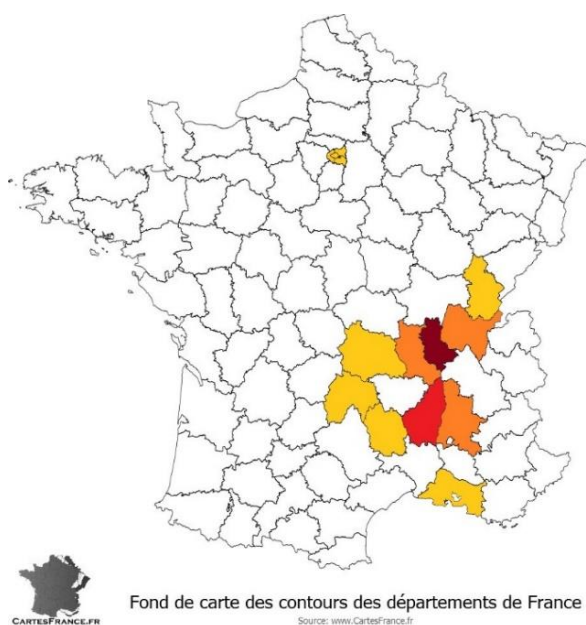 CARTESFRANCE.FR
Fond de carte des contours des départements de France
Source: www.CartesFrance.fr